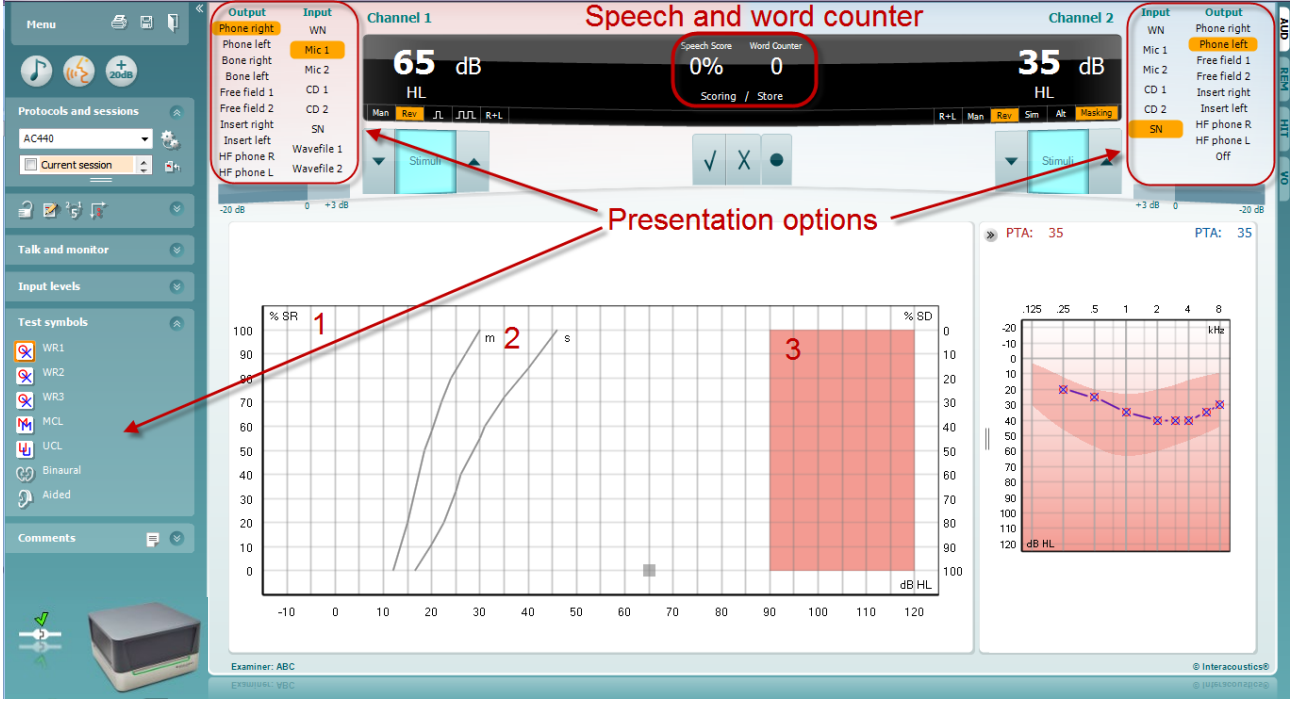 Menu
20dB
Protocols and sessions
AC440
Current session
Talk and monitor
Input levels
Test symbols
WR1
WR2
WR3
MCL
UCL
Binaural
Aided
Comments
Output Input
Phone right WN
Phone left Mic 1
Bone right Mic 2
Bone left
Free field 1 CD 1
Free field 2 CD 2
Insert right SN
Insert left Wavefile 1
HF phone R Wavefile 2
HF phone L
Channel 1
Speech and word counter
Channel 2
Speech Score Word Counter
65 dB
HL
0% 0
Scoring / Store
35 dB
HL
Man Rev R+L
R+L Man Rev Sim Alt Masking
Stimuli
Stimuli
Input Output
WN Phone right
Mic 1 Phone left
Mic 2 Free field 1
Free field 2
CD 1 Insert right
CD 2 Insert left
SN HF phone R
HF phone L
Off
AUD
REM
HIT
VO
-20 dB 0 +3 dB
+3 dB 0 -20 dB
Presentation options
% SR 1
m 2 s
3
% SD
100 0
90 10
80 20
70 30
60 40
50 50
40 60
30 70
20 80
10 90
0 100
dB HL
-10 0 10 20 30 40 50 60 70 80 90 100 110 120
PTA: 35 PTA: 35
.125 .25 .5 1 2 4 8
kHz
-20
-10
0
10
20
30
40
50
60
70
80
90
100
110
120
dB HL
Examiner: ABC
© Interacoustics®